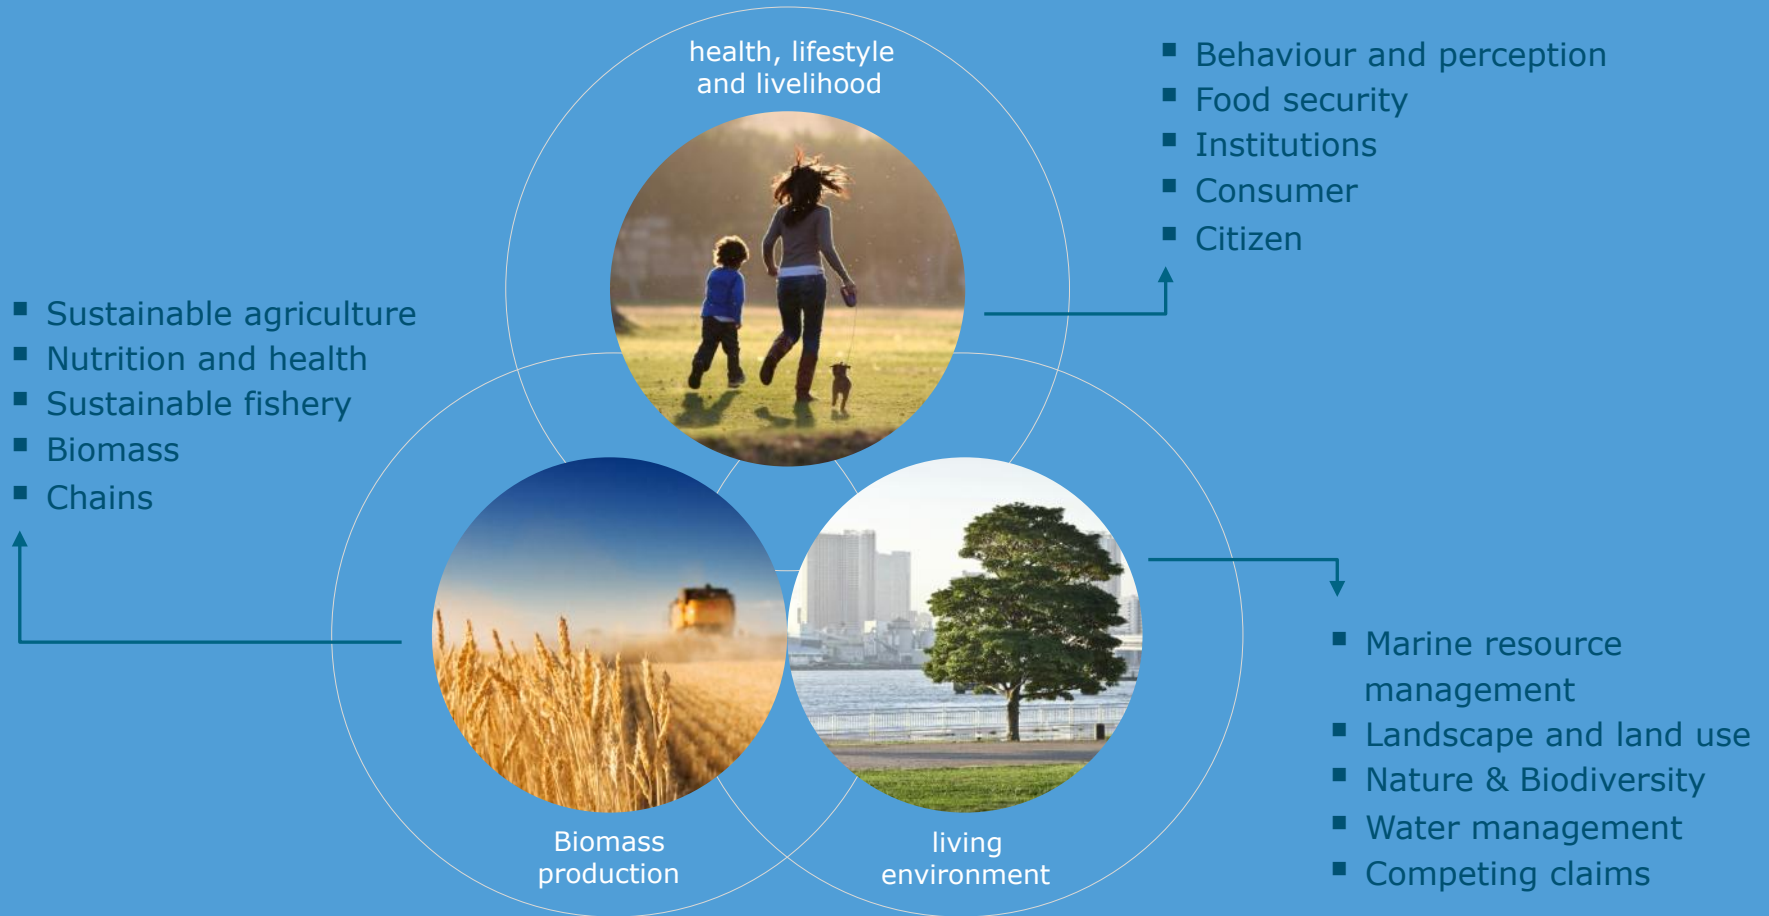 health, lifestyle
and livelihood
▪ Behaviour and perception
▪ Food security
▪ Institutions
▪ Consumer
▪ Citizen
▪ Sustainable agriculture
▪ Nutrition and health
▪ Sustainable fishery
▪ Biomass
▪ Chains
▪ Marine resource
management
▪ Landscape and land use
▪ Nature & Biodiversity
▪ Water management
▪ Competing claims
Biomass
production
living
environment